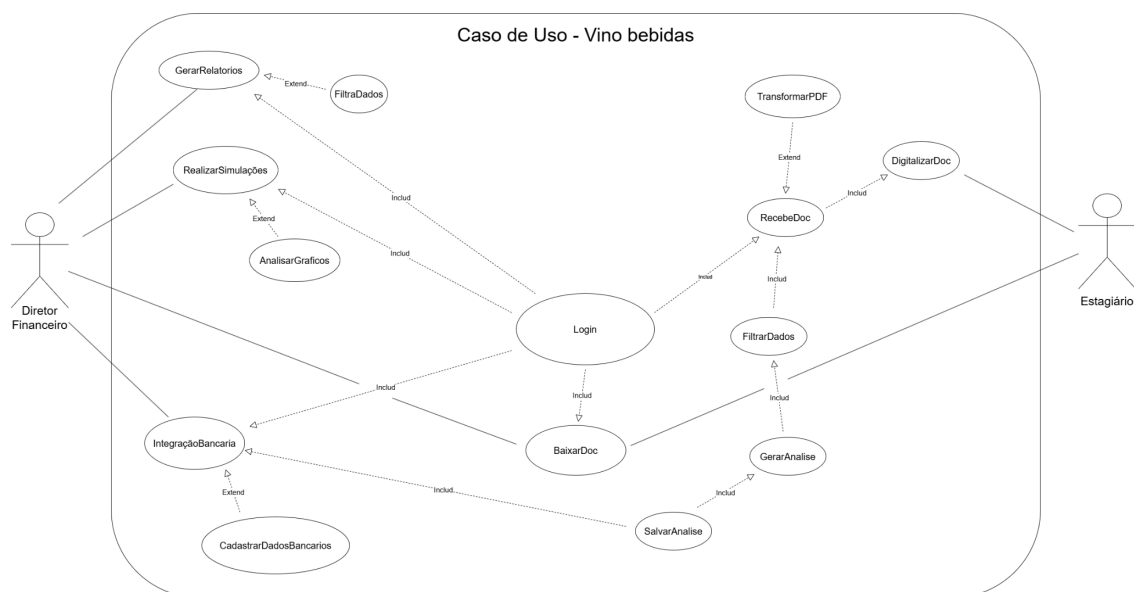 Caso de Uso - Vino bebidas
GerarRelatorios
Extend
FiltraDados
TransformarPDF
Extend
DigitalizarDoc
RealizarSimulações
Includ
Includ
Extend
RecebeDoc
AnalisarGraficos
Includ
Includ
Includ
Diretor
Financeiro
Estagiário
Login
FiltrarDados
Includ
Includ
Includ
IntegraçãoBancaria
BaixarDoc
GerarAnalise
Extend
Includ
Includ
SalvarAnalise
CadastrarDadosBancarios